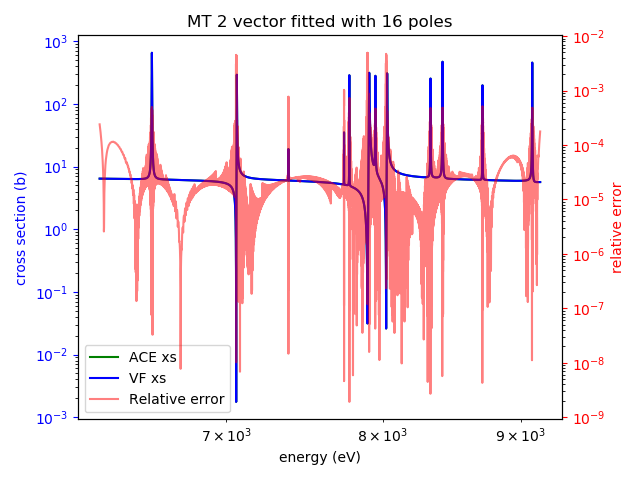 MT 2 vector fitted with 16 poles
10³
10²
10¹
10⁰
10⁻¹
10⁻²
10⁻³
cross section (b)
10⁻²
10⁻³
10⁻⁴
10⁻⁵
10⁻⁶
10⁻⁷
10⁻⁸
10⁻⁹
relative error
ACE xs
VF xs
Relative error
7 × 10³ 8 × 10³ 9 × 10³
energy (eV)